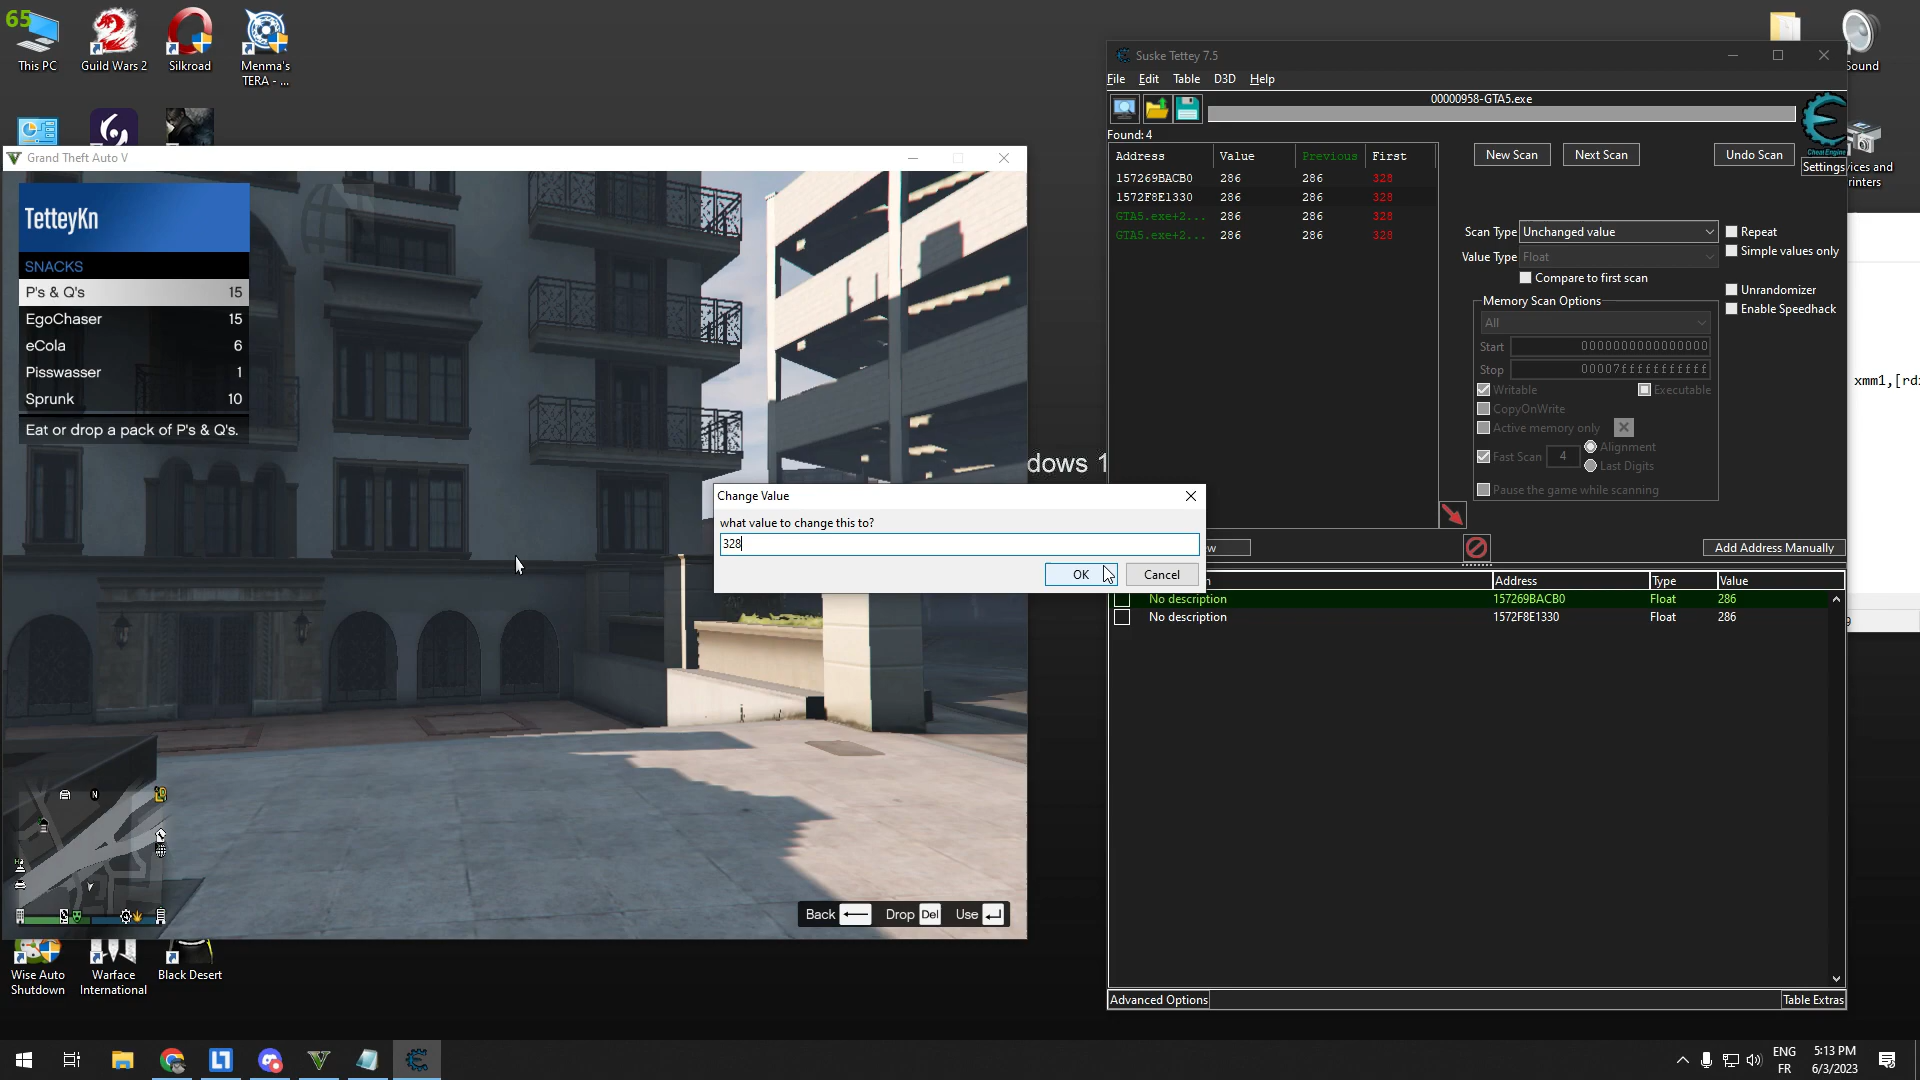 65
This PC
Guild Wars 2
Silkroad
Menma's
TERA - ...
Grand Theft Auto V
TetteyKn
SNACKS
P's & Q's 15
EgoChaser 15
eCola 6
Pisswasser 1
Sprunk 10
Eat or drop a pack of P's & Q's.
N
Back
Drop Del
Use
Wise Auto
Shutdown
Warface
International
Black Desert
dows 1
Change Value
what value to change this to?
328
OK
Cancel
Suske Tettey 7.5
File Edit Table D3D Help
00000958-GTA5.exe
Found: 4
Address Value Previous First
157269BACB0 286 286 328
1572F8E1330 286 286 328
GTA5.exe+2... 286 286 328
GTA5.exe+2... 286 286 328
New Scan
Next Scan
Undo Scan
Cheat Engine
Settings
Scan Type Unchanged value
Value Type Float
Compare to first scan
Repeat
Simple values only
Unrandomizer
Enable Speedhack
Memory Scan Options
All
Start 0000000000000000
Stop 00007fffffffffff
Writable
Executable
CopyOnWrite
Active memory only
Fast Scan 4
Alignment
Last Digits
Pause the game while scanning
w
Add Address Manually
n Address Type Value
No description 157269BACB0 Float 286
No description 1572F8E1330 Float 286
Advanced Options
Table Extras
Sound
ices and
rinters
xmm1,[rd
ENG
FR
5:13 PM
6/3/2023